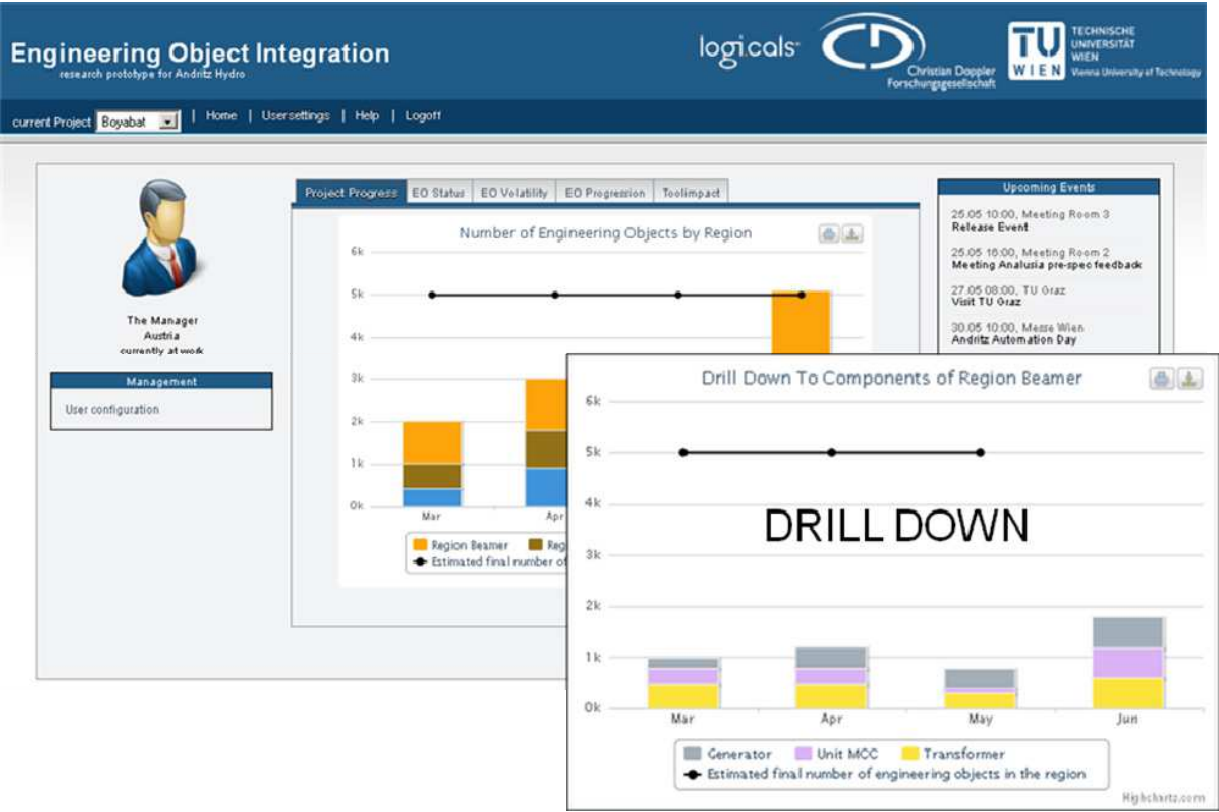 Engineering Object Integration
research prototype for Andritz Hydro
logi.cals
CD
Christian Doppler
Forschungsgesellschaft
TU
WIEN
TECHNISCHE
UNIVERSITÄT
WIEN
Vienna University of Technology
current Project Boyabat | Home | Usersettings | Help | Logoff
The Manager
Austria
currently at work
Management
User configuration
Project Progress EO Status EO Volatility EO Progression Toolimpact
Number of Engineering Objects by Region
6k
5k
4k
3k
2k
1k
0k
Mar Apr
Region Beamer Reg
Estimated final number of
Upcoming Events
25.05 10:00, Meeting Room 3
Release Event
25.05 16:00, Meeting Room 2
Meeting Analusia pre-spec feedback
27.05 08:00, TU Graz
Visit TU Graz
30.05 10:00, Messe Wien
Andritz Automation Day
Drill Down To Components of Region Beamer
6k
5k
4k
DRILL DOWN
3k
2k
1k
0k
Mar Apr May Jun
Generator Unit MCC Transformer
Estimated final number of engineering objects in the region
Highcharts.com